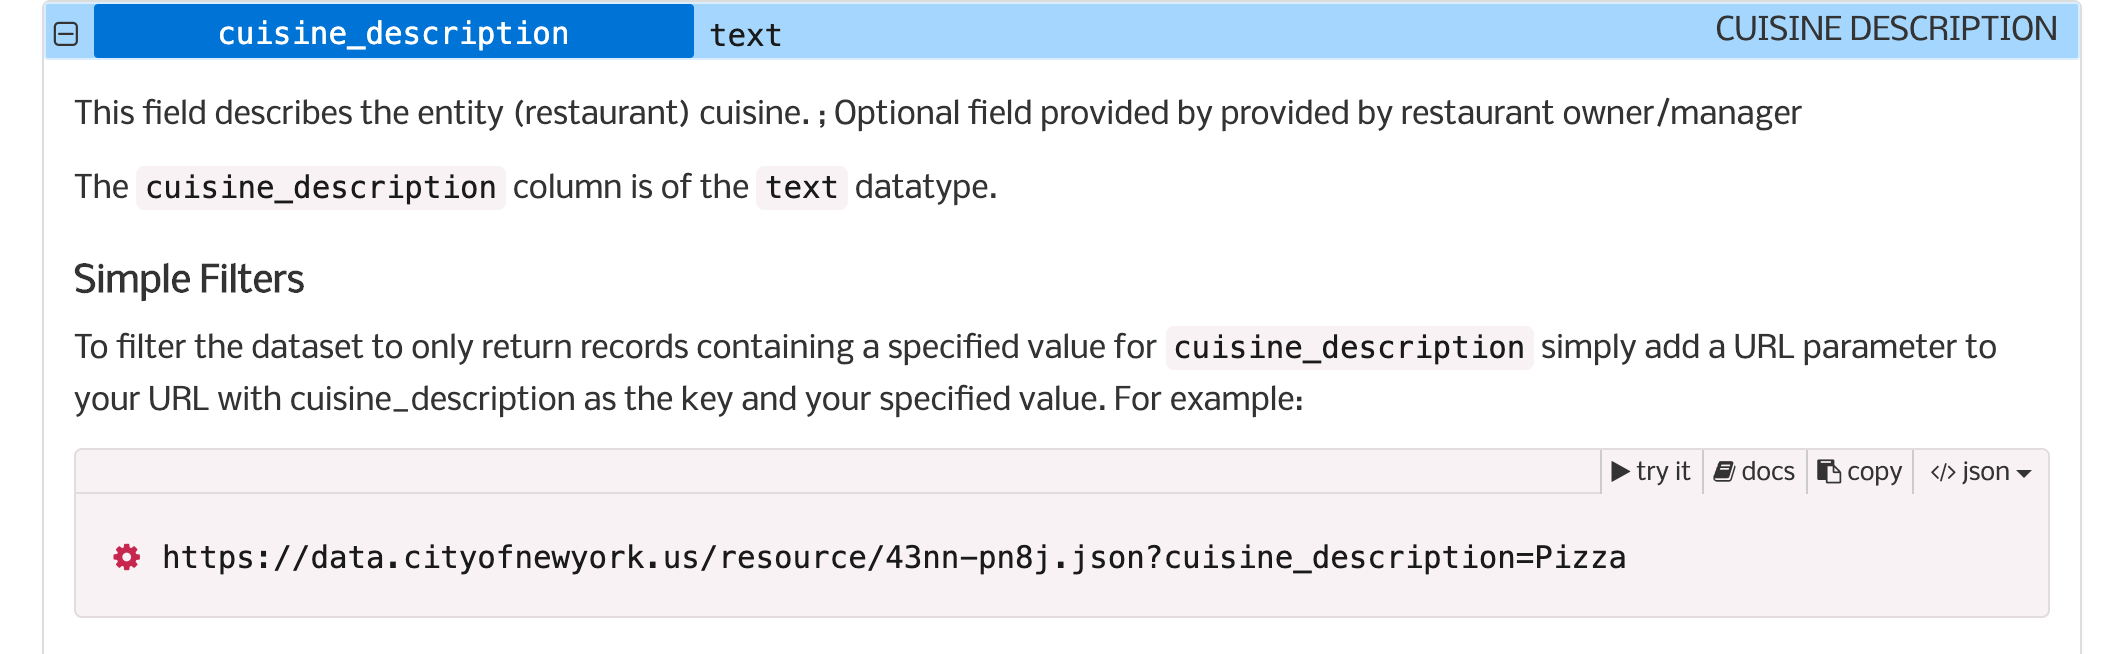 cuisine_description text CUISINE DESCRIPTION
This field describes the entity (restaurant) cuisine. ; Optional field provided by provided by restaurant owner/manager
The cuisine_description column is of the text datatype.
Simple Filters
To filter the dataset to only return records containing a specified value for cuisine_description simply add a URL parameter to
your URL with cuisine_description as the key and your specified value. For example:
try it docs copy </> json
https://data.cityofnewyork.us/resource/43nn-pn8j.json?cuisine_description=Pizza